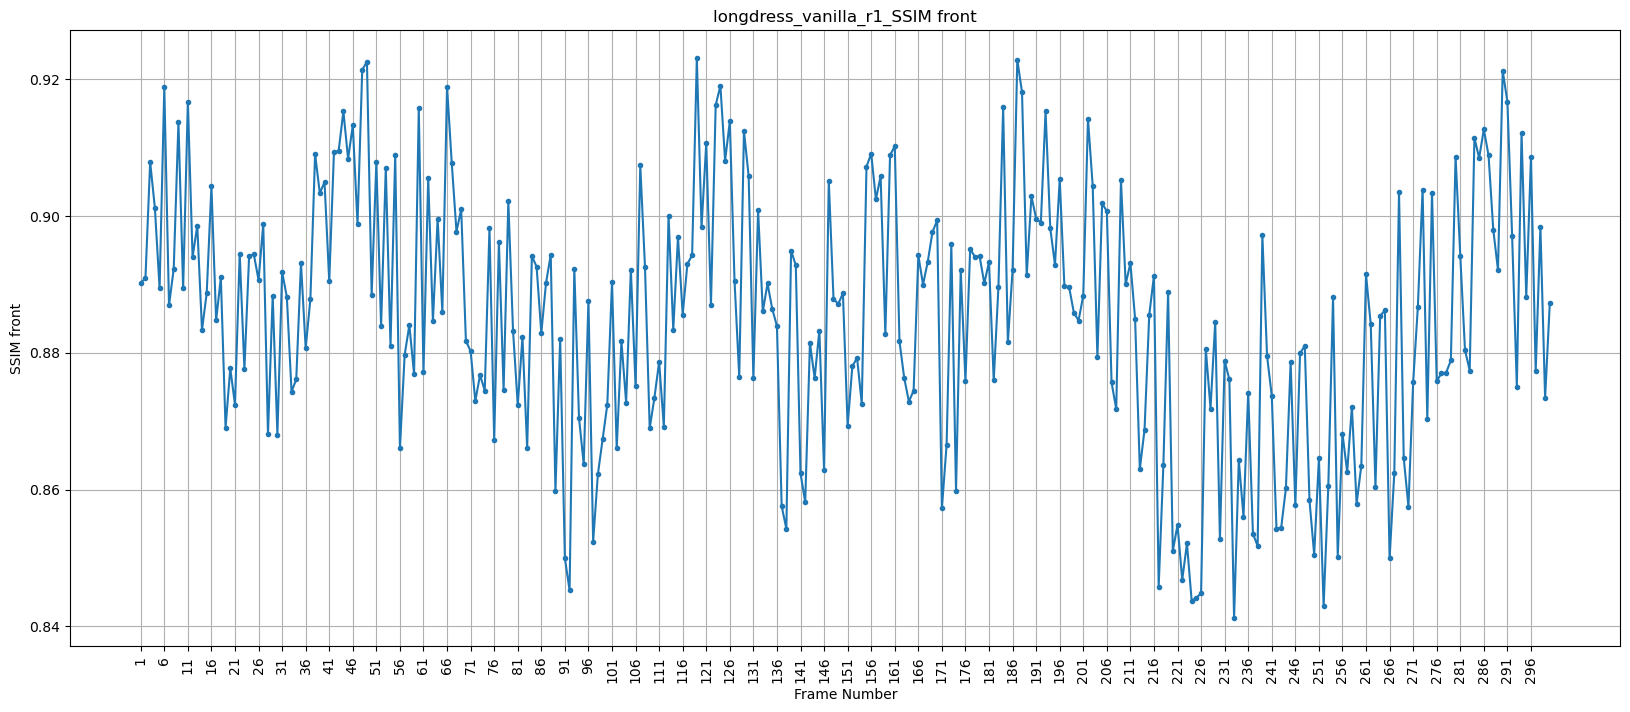 longdress_vanilla_r1_SSIM front
SSIM front
0.92
0.90
0.88
0.86
0.84
1 6 11 16 21 26 31 36 41 46 51 56 61 66 71 76 81 86 91 96 101 106 111 116 121 126 131 136 141 146 151 156 161 166 171 176 181 186 191 196 201 206 211 216 221 226 231 236 241 246 251 256 261 266 271 276 281 286 291 296
Frame Number